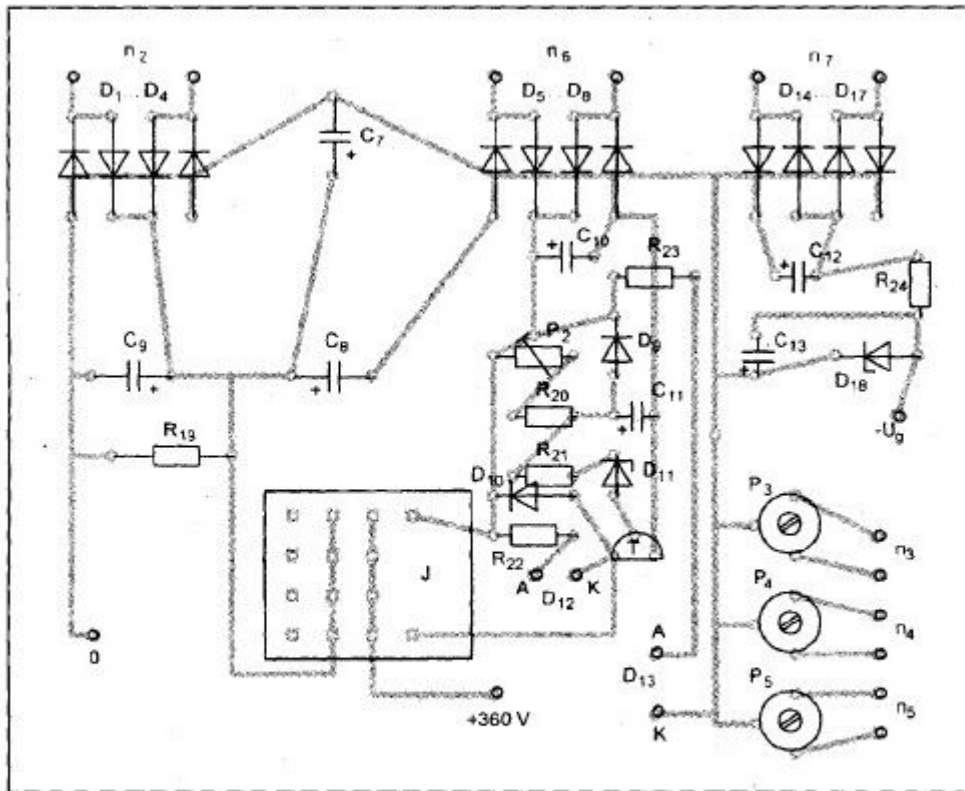 n2 n6 n7
D1...D4 D5...D8 D14...D17
C7
+
+ C10 R23
+ C12
R24
P2
C9 C8 D9 C13
+ + +
D18
R20 C11
+
-Ug
R19 R21
D10 D11
P3
T
n3
J R22
A D12 K
P4
n4
0 A
D13 P5
+360 V K n5